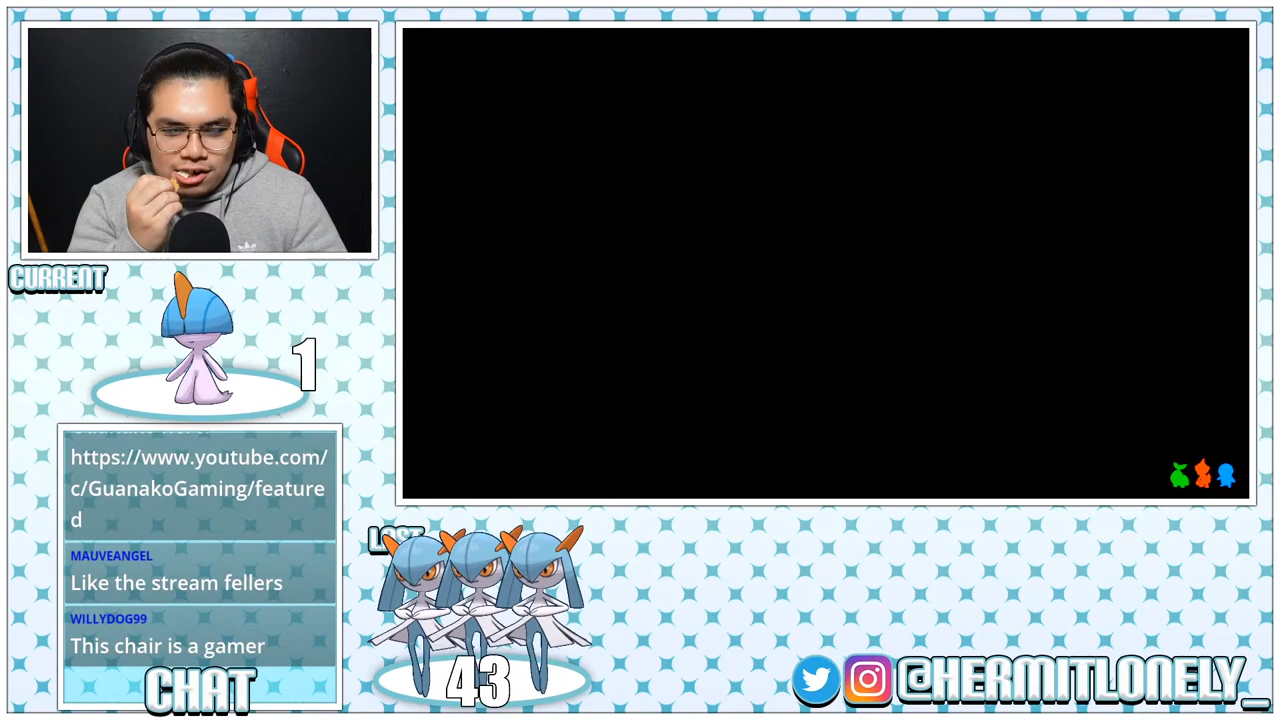 CURRENT
1
https://www.youtube.com/
c/GuanakoGaming/feature
d
MAUVEANGEL
Like the stream fellers
WILLYDOG99
This chair is a gamer
CHAT
LOST
43
@HERMITLONELY_